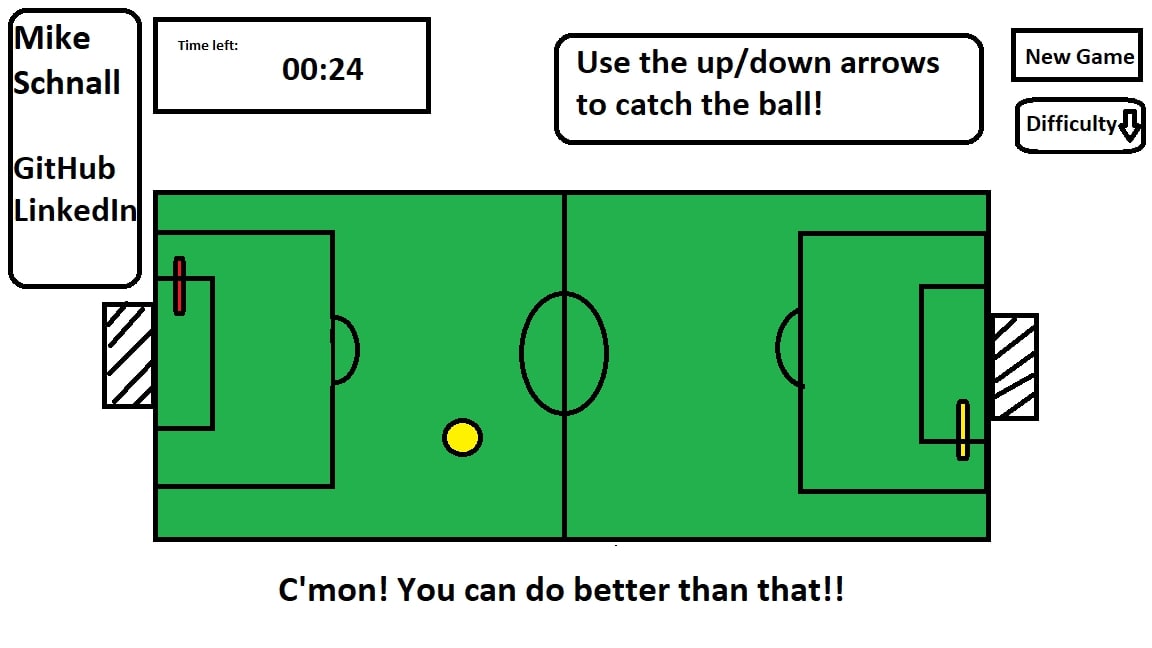 Mike
Schnall
GitHub
LinkedIn
Time left:
00:24
Use the up/down arrows
to catch the ball!
New Game
Difficulty
C'mon! You can do better than that!!